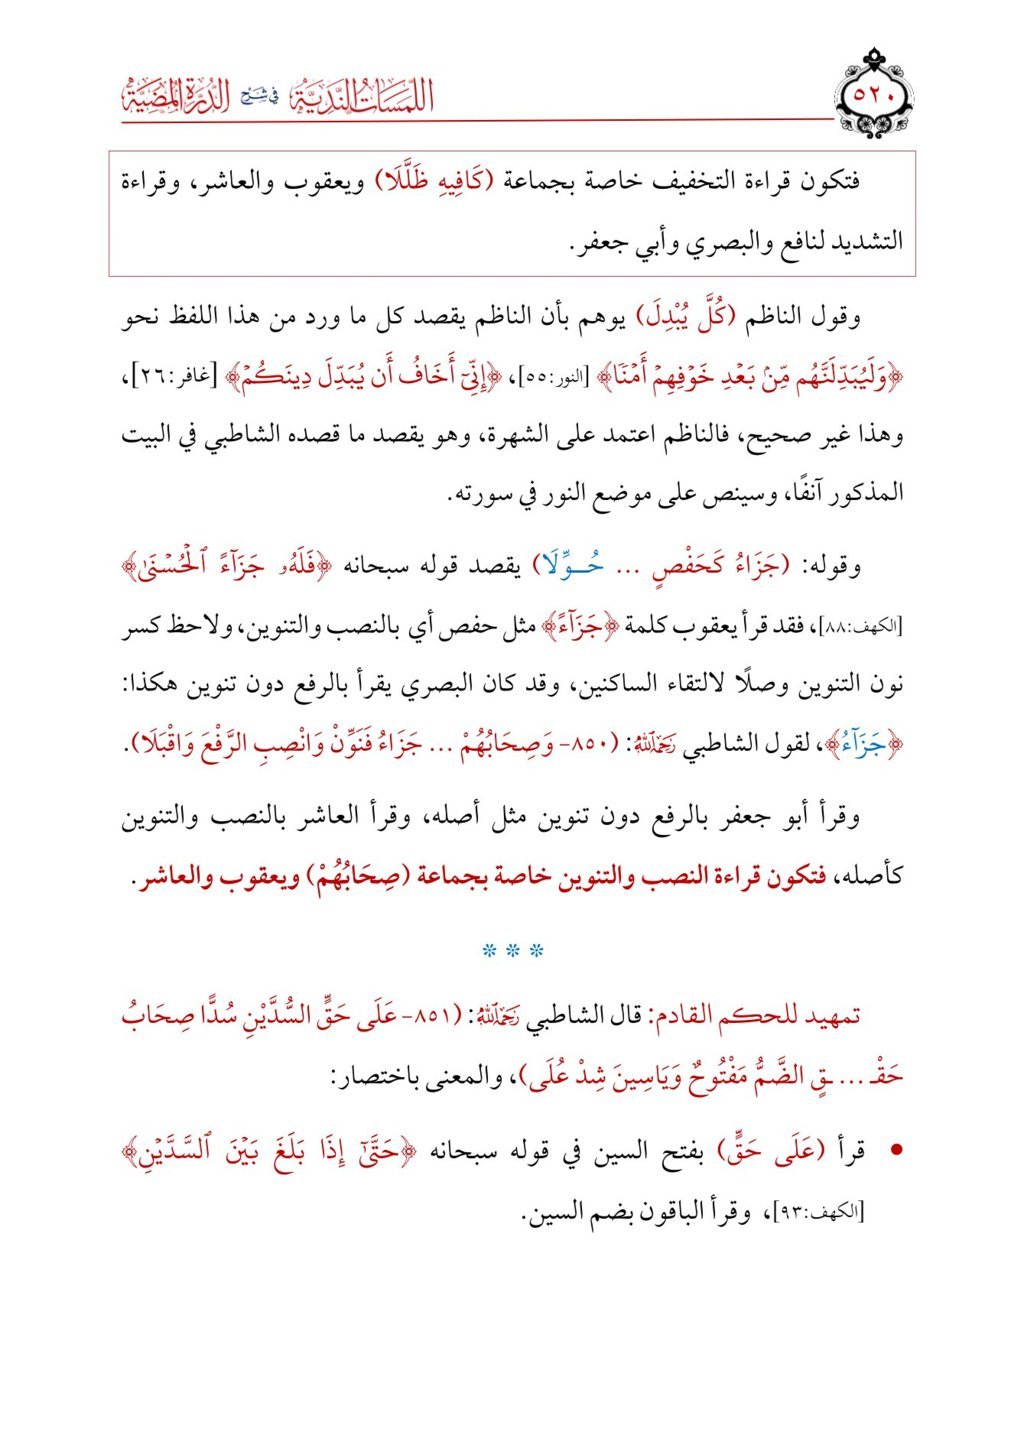 ٥٢٠
اللمسات الندية في شرح الدرة المضية
فتكون قراءة التخفيف خاصة بجماعة (كَافِيهِ ظَلَّلَا) ويعقوب والعاشر، وقراءة
التشديد لنافع والبصري وأبي جعفر.
وقول الناظم (كُلَّ يُبْدِلَ) يوهم بأن الناظم يقصد كل ما ورد من هذا اللفظ نحو
﴿وَلَيُبَدِّلَنَّهُم مِّنۢ بَعۡدِ خَوۡفِهِمۡ أَمۡنٗا﴾ [النور:٥٥]، ﴿إِنِّيٓ أَخَافُ أَن يُبَدِّلَ دِينَكُمۡ﴾ [غافر:٢٦]،
وهذا غير صحيح، فالناظم اعتمد على الشهرة، وهو يقصد ما قصده الشاطبي في البيت
المذكور آنفًا، وسينص على موضع النور في سورته.
وقوله: (جَزَاءُ كَحَفْصٍ ... حُــوِّلَا) يقصد قوله سبحانه ﴿فَلَهُۥ جَزَآءً ٱلۡحُسۡنَىٰ﴾
[الكهف:٨٨]، فقد قرأ يعقوب كلمة ﴿جَزَآءً﴾ مثل حفص أي بالنصب والتنوين، ولاحظ كسر
نون التنوين وصلًا لالتقاء الساكنين، وقد كان البصري يقرأ بالرفع دون تنوين هكذا:
﴿جَزَآءُ﴾، لقول الشاطبي رَحِمَهُ اللَّهُ: (٨٥٠- وَصِحَابُهُمْ ... جَزَاءُ فَنَوِّنْ وَانْصِبِ الرَّفْعَ وَاقْبَلَا).
وقرأ أبو جعفر بالرفع دون تنوين مثل أصله، وقرأ العاشر بالنصب والتنوين
كأصله، فتكون قراءة النصب والتنوين خاصة بجماعة (صِحَابُهُمْ) ويعقوب والعاشر.
***
تمهيد للحكم القادم: قال الشاطبي رَحِمَهُ اللَّهُ: (٨٥١- عَلَى حَقٍّ السُّدَّيْنِ سُدًّا صِحَابُ
حَقْـ ... ـقٍ الضَّمُّ مَفْتُوحٌ وَيَاسِينَ شِدْ عُلَى)، والمعنى باختصار:
• قرأ (عَلَى حَقٍّ) بفتح السين في قوله سبحانه ﴿حَتَّىٰٓ إِذَا بَلَغَ بَيۡنَ ٱلسَّدَّيۡنِ﴾
[الكهف:٩٣]، وقرأ الباقون بضم السين.